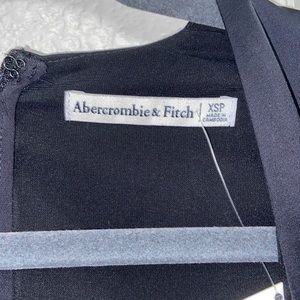 Abercrombie & Fitch
XSP
MADE IN
CAMBODIA